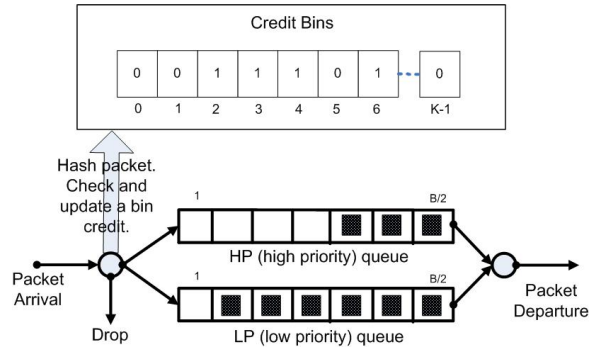 Credit Bins
0 0 1 1 1 0 1 0
0 1 2 3 4 5 6 K-1
Hash packet.
Check and
update a bin
credit.
1 B/2
HP (high priority) queue
Packet
Arrival
1 B/2
Packet
Departure
Drop
LP (low priority) queue